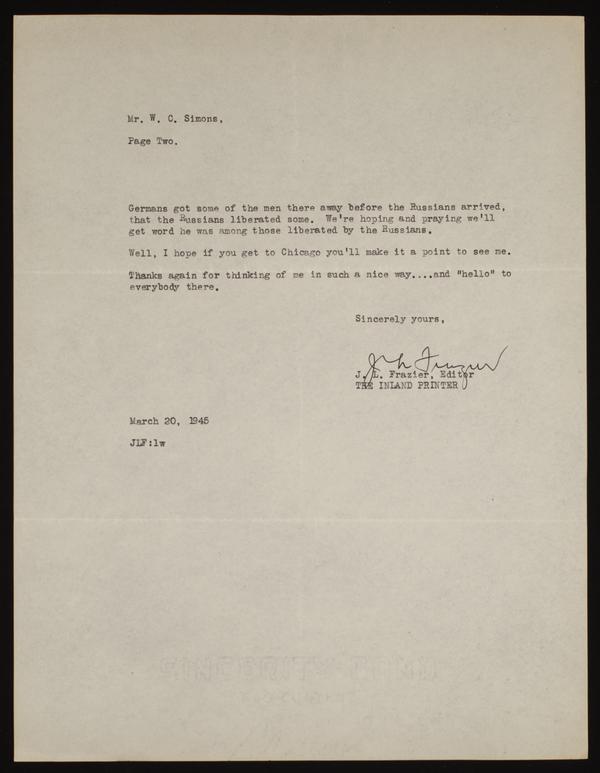 Mr. W. C. Simons,
Page Two.
Germans got some of the men there away before the Russians arrived,
that the Russians liberated some. We're hoping and praying we'll
get word he was among those liberated by the Russians.
Well, I hope if you get to Chicago you'll make it a point to see me.
Thanks again for thinking of me in such a nice way....and "hello" to
everybody there.
Sincerely yours,
J L Frazier
J. L. Frazier, Editor
THE INLAND PRINTER
March 20, 1945
JLF:lw